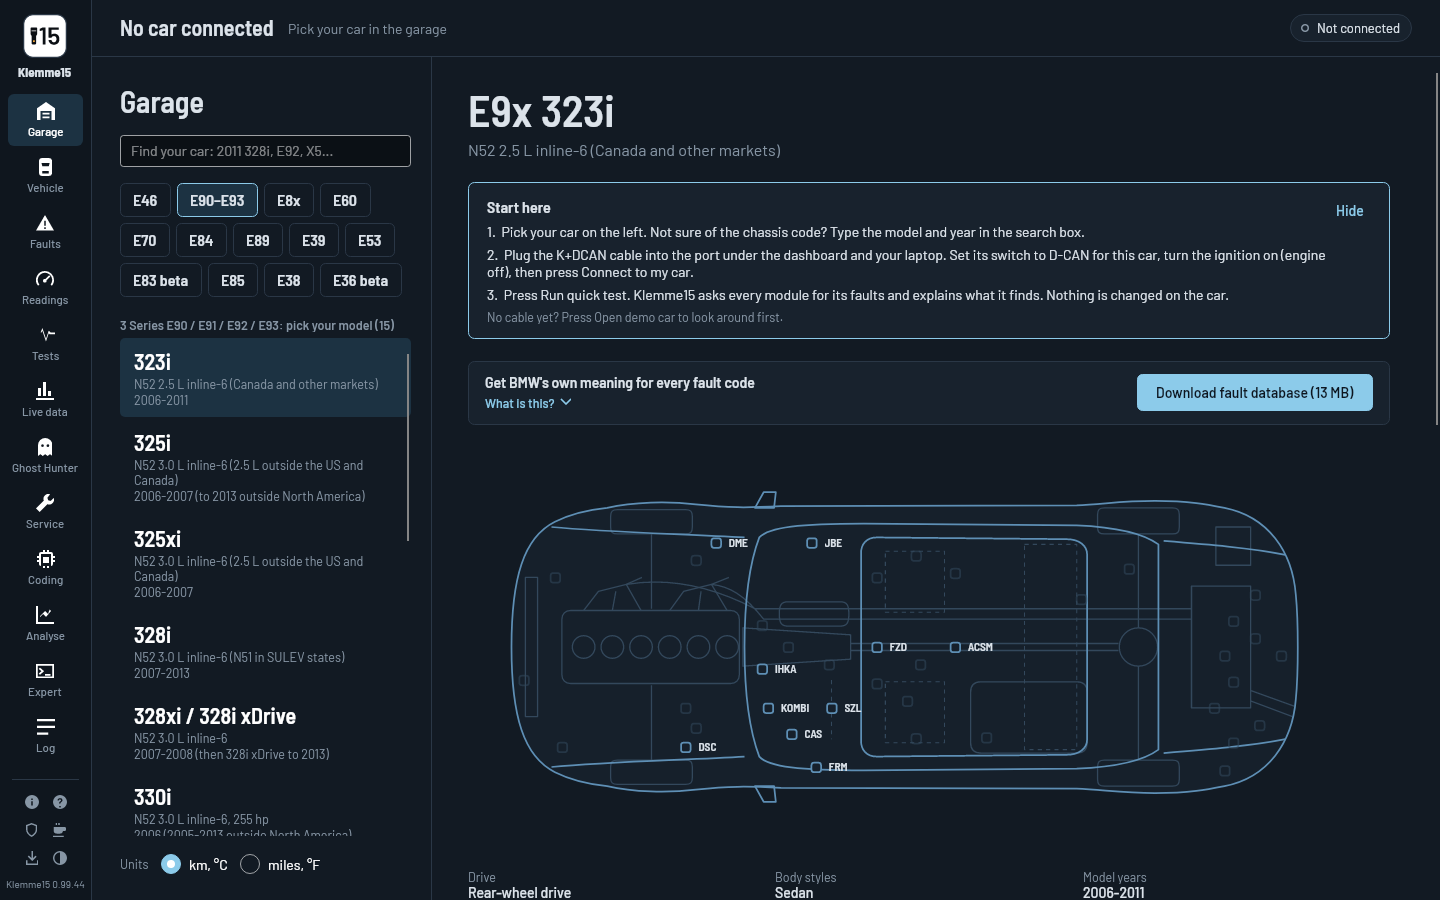 15
Klemme15
Garage
Vehicle
Faults
Readings
Tests
Live data
Ghost Hunter
Service
Coding
Analyse
Expert
Log
Klemme15 0.99.44
No car connected
Pick your car in the garage
Not connected
Garage
Find your car: 2011 328i, E92, X5...
E46
E90–E93
E8x
E60
E70
E84
E89
E39
E53
E83 beta
E85
E38
E36 beta
3 Series E90 / E91 / E92 / E93: pick your model (15)
323i
N52 2.5 L inline-6 (Canada and other markets)
2006-2011
325i
N52 3.0 L inline-6 (2.5 L outside the US and
Canada)
2006-2007 (to 2013 outside North America)
325xi
N52 3.0 L inline-6 (2.5 L outside the US and
Canada)
2006-2007
328i
N52 3.0 L inline-6 (N51 in SULEV states)
2007-2013
328xi / 328i xDrive
N52 3.0 L inline-6
2007-2008 (then 328i xDrive to 2013)
330i
N52 3.0 L inline-6, 255 hp
2006 (2005-2013 outside North America)
Units
km, °C
miles, °F
E9x 323i
N52 2.5 L inline-6 (Canada and other markets)
Start here
Hide
1. Pick your car on the left. Not sure of the chassis code? Type the model and year in the search box.
2. Plug the K+DCAN cable into the port under the dashboard and your laptop. Set its switch to D-CAN for this car, turn the ignition on (engine
off), then press Connect to my car.
3. Press Run quick test. Klemme15 asks every module for its faults and explains what it finds. Nothing is changed on the car.
No cable yet? Press Open demo car to look around first.
Get BMW's own meaning for every fault code
What is this?
Download fault database (13 MB)
DME
JBE
FZD
ACSM
IHKA
KOMBI
SZL
CAS
DSC
FRM
Drive
Rear-wheel drive
Body styles
Sedan
Model years
2006-2011